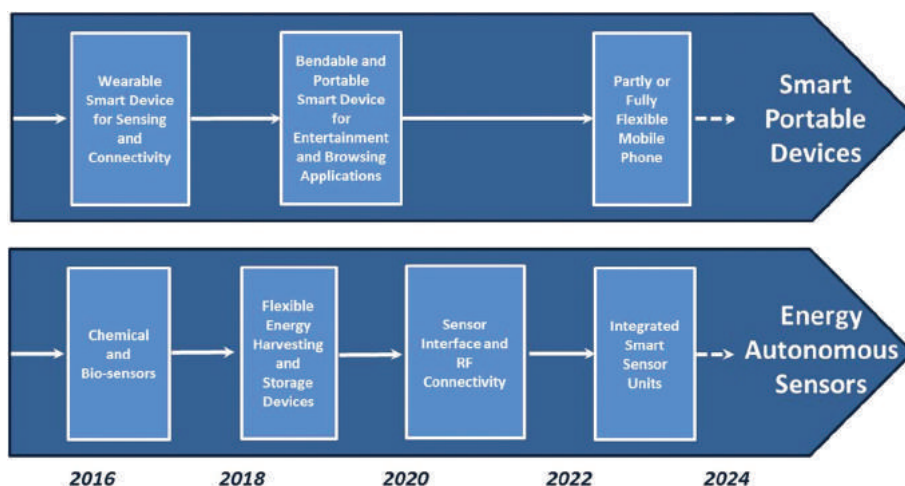 Wearable
Smart Device
for Sensing
and
Connectivity
Bendable and
Portable
Smart Device
for
Entertainment
and Browsing
Applications
Partly or
Fully
Flexible
Mobile
Phone
Smart
Portable
Devices
Chemical
and
Bio-sensors
Flexible
Energy
Harvesting
and
Storage
Devices
Sensor
Interface and
RF
Connectivity
Integrated
Smart
Sensor
Units
Energy
Autonomous
Sensors
2016 2018 2020 2022 2024